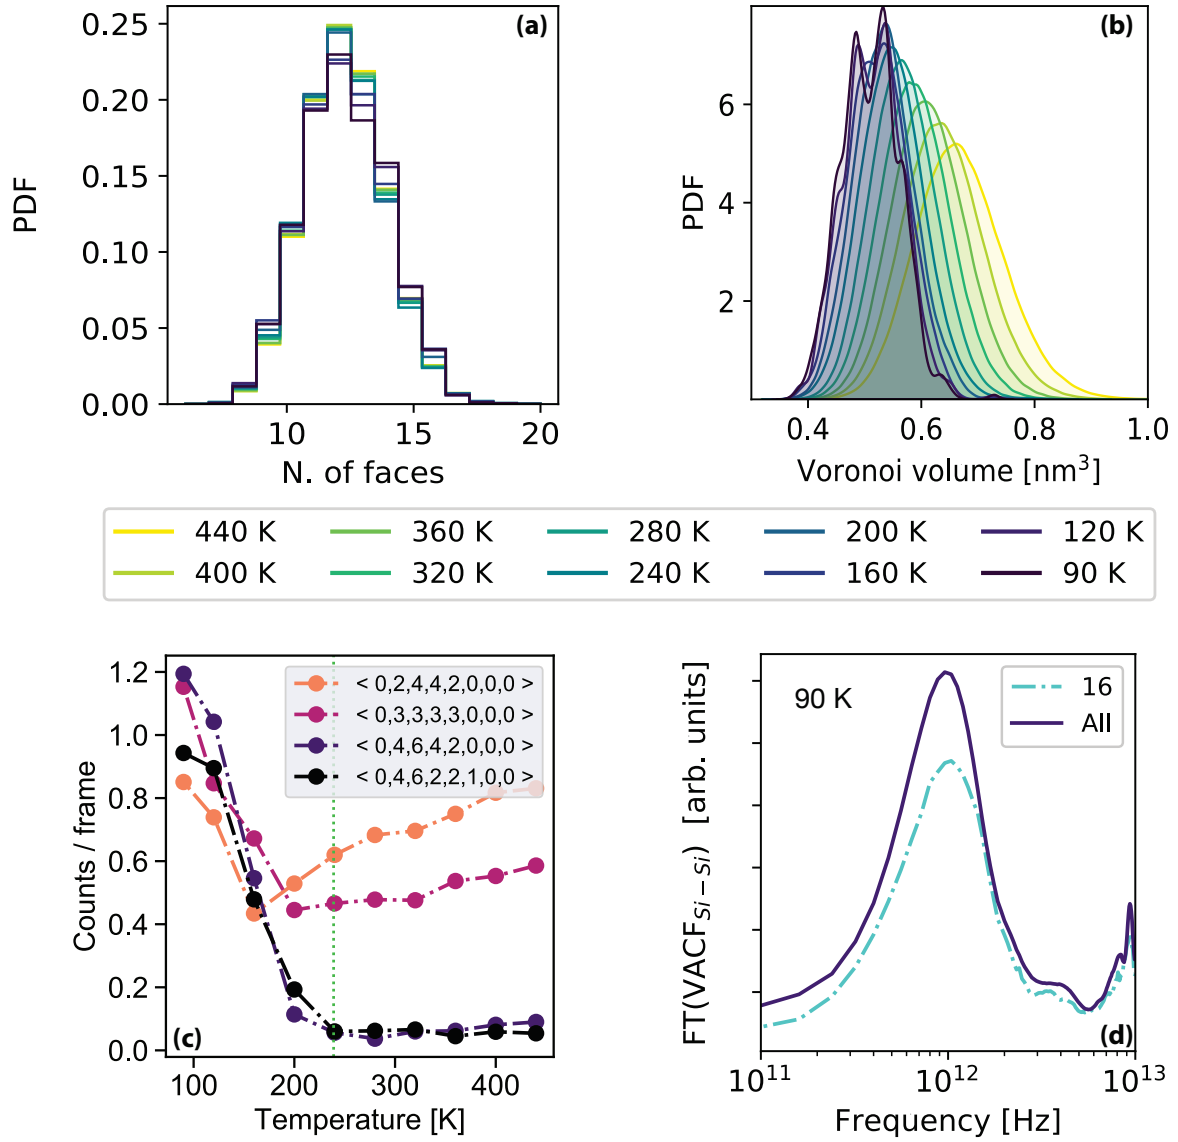 (a)
0.25
0.20
0.15
0.10
0.05
0.00
PDF
10
15
20
N. of faces
(b)
6
4
2
PDF
0.4
0.6
0.8
1.0
Voronoi volume [nm³]
440 K
360 K
280 K
200 K
120 K
400 K
320 K
240 K
160 K
90 K
1.2
1.0
0.8
0.6
0.4
0.2
0.0
Counts / frame
< 0,2,4,4,2,0,0,0 >
< 0,3,3,3,3,0,0,0 >
< 0,4,6,4,2,0,0,0 >
< 0,4,6,2,2,1,0,0 >
(c)
100
200
300
400
Temperature [K]
FT(VACF_{Si-Si}) [arb. units]
90 K
16
All
(d)
10¹¹
10¹²
10¹³
Frequency [Hz]